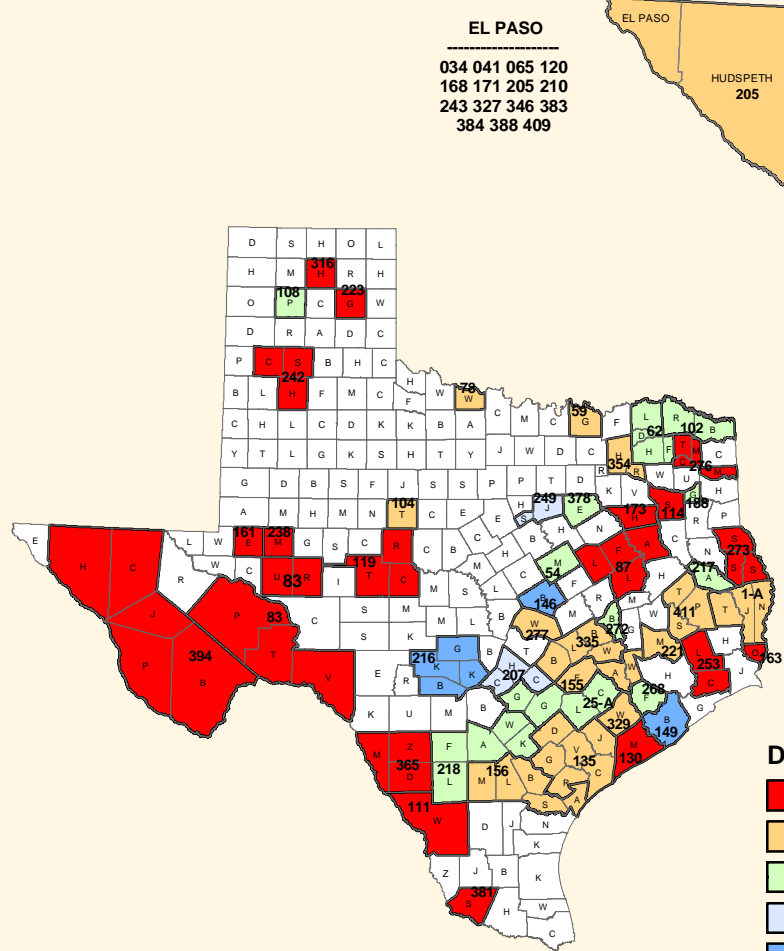 EL PASO
EL PASO
--------------------
034 041 065 120
168 171 205 210
243 327 346 383
384 388 409
HUDSPETH
205
D S H O L
316
H M H R H
108 223
O P C G W
D R A D C
P C S B H C
242
B L H F M C
H
F
W
78
W
C M C
59
G
F
L
D
62
R
102
B
C H L C D K K B A
Y T L G K S H T Y
J W D C
H
354
R
R
H F
T
M
C
C
276
M
G D B S F J S S P P T D
W U
K V
H
249
J
S
378
E
173
H
S
114
G
188
H
A M H M N
104
T
C E E
E
H
161
E
238
M
G S C
119
R
T C
L W
W
C
U R
83
I
R
H C
J
P
394
B
P
83
T
V
C
S M
S K
C B C
H B
H N
M
54
L
F
A
87
L
C
R
P
N
S
273
S S
217
A
1-A
J N
M S
M L
L C
B
146
F
R
M
B
272
G
W
H
T P
411
S
T
B
W
277
M
335
B
L
W
M
221
L
253
C
H
O
163
J
216
G
K K
B
B
H
207
C C
T
B
155
F
A W
W
H
268
F
G
E R
K U M B
G G L C
25-A
W
329
B
149
M Z
365
D
F
218
L
A W K
M
156
L B
D
J
V
135
G C
R
A
S
M
130
111
W
D J N
K
Z J B
K
381
S
H W
C
D